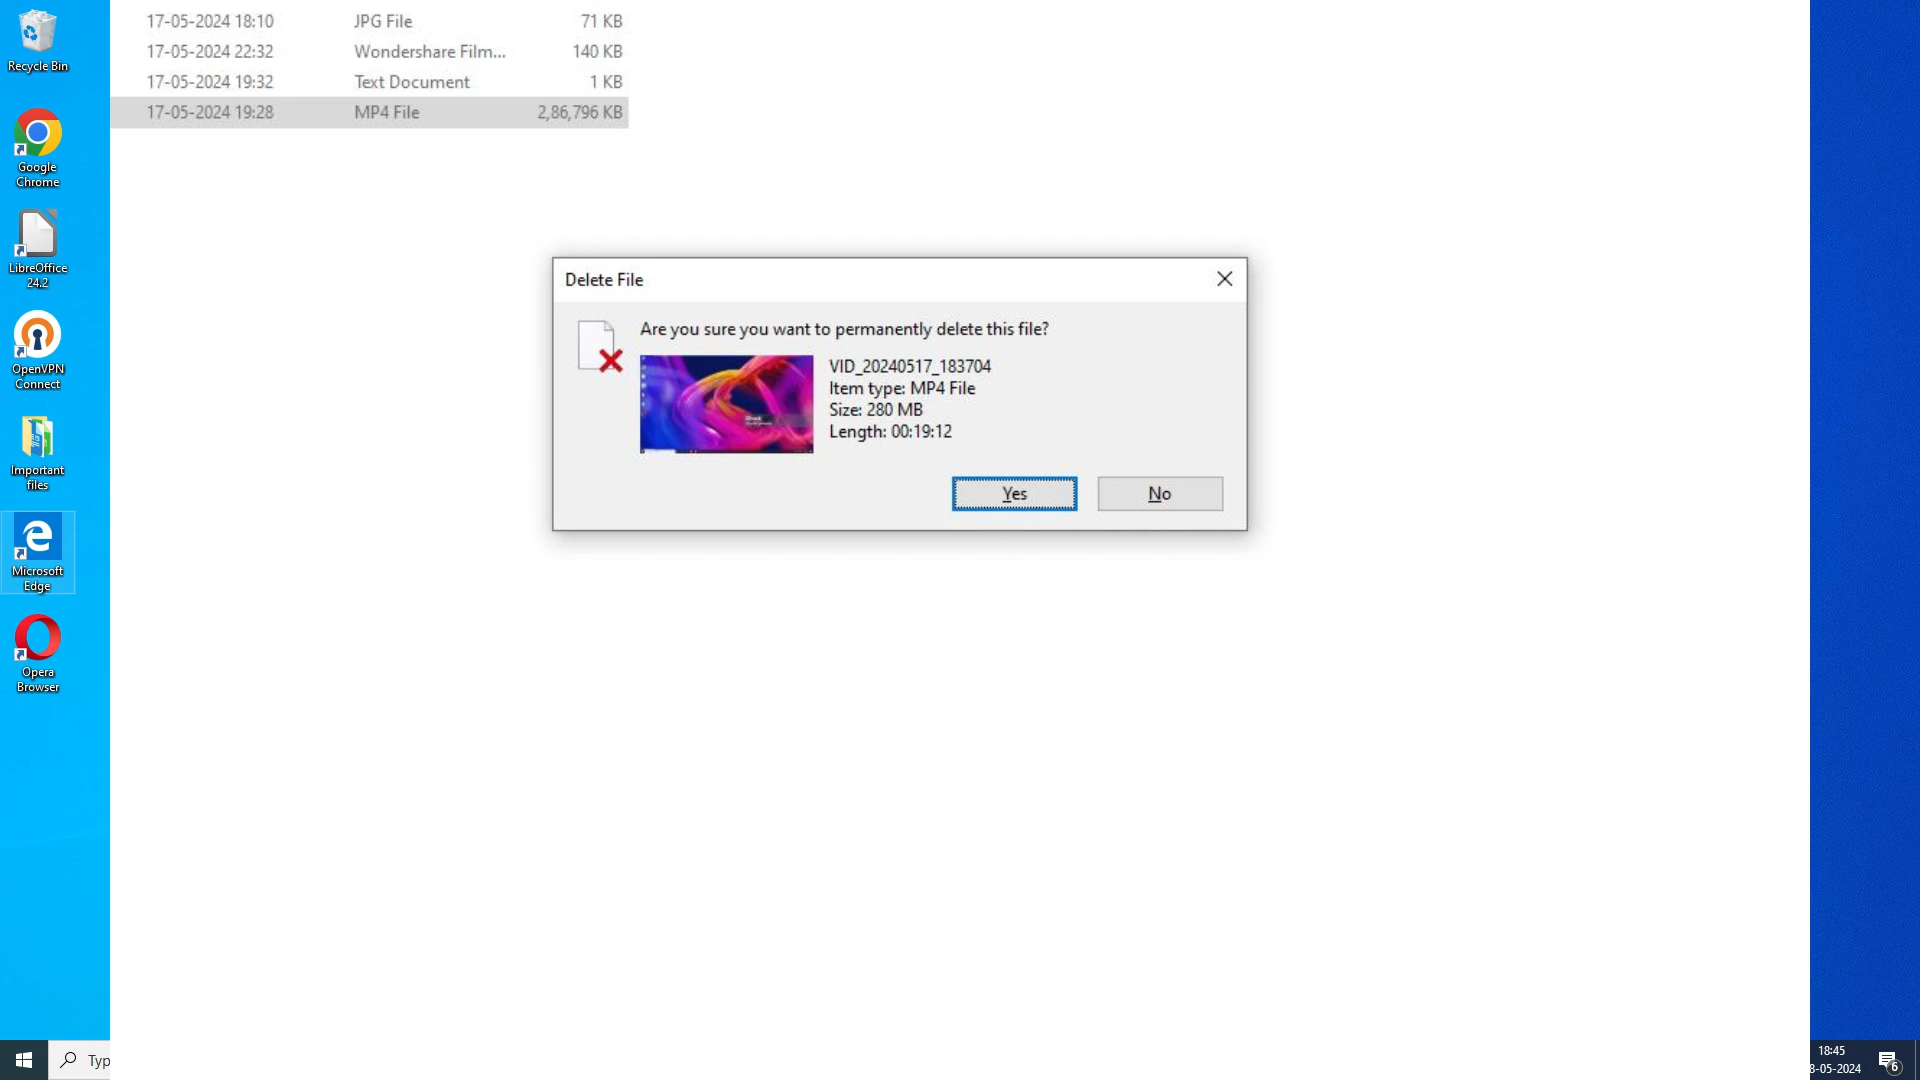 Recycle Bin
Google
Chrome
LibreOffice
24.2
OpenVPN
Connect
Important
files
Microsoft
Edge
Opera
Browser
17-05-2024 18:10 JPG File 71 KB
17-05-2024 22:32 Wondershare Film... 140 KB
17-05-2024 19:32 Text Document 1 KB
17-05-2024 19:28 MP4 File 2,86,796 KB
Delete File
Are you sure you want to permanently delete this file?
VID_20240517_183704
Item type: MP4 File
Size: 280 MB
Length: 00:19:12
Yes No
Typ
18:45
8-05-2024
6